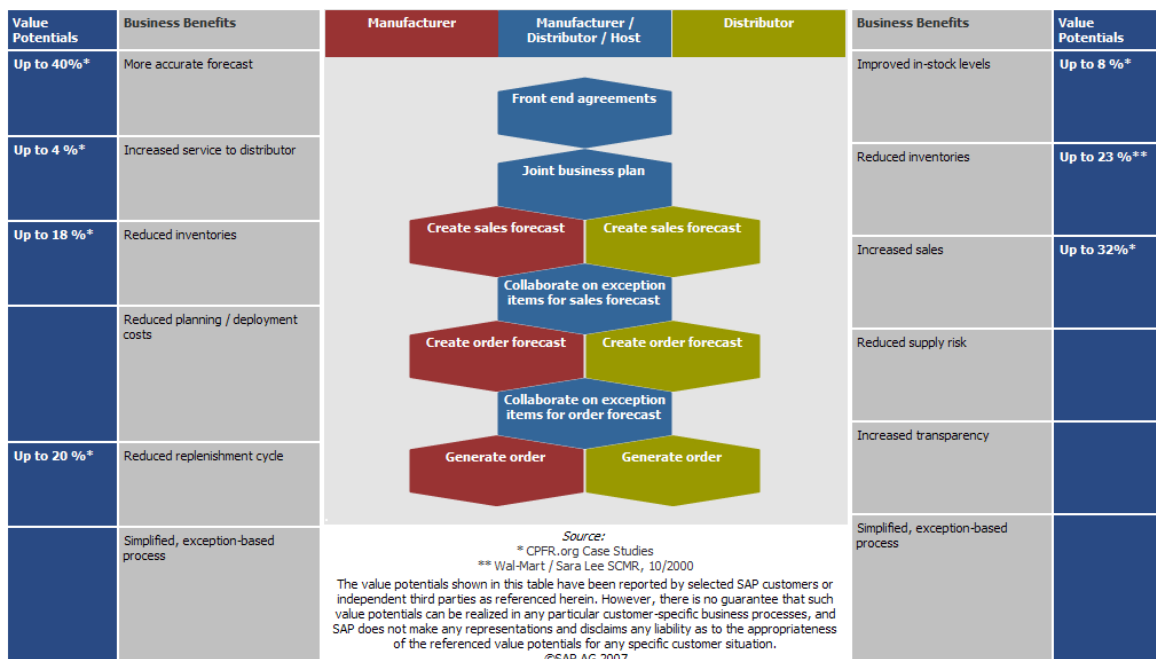 Value
Potentials
Business Benefits
Up to 40%*
More accurate forecast
Up to 4 %*
Increased service to distributor
Up to 18 %*
Reduced inventories
Reduced planning / deployment
costs
Up to 20 %*
Reduced replenishment cycle
Simplified, exception-based
process
Manufacturer
Manufacturer /
Distributor / Host
Distributor
Front end agreements
Joint business plan
Create sales forecast
Create sales forecast
Collaborate on exception
items for sales forecast
Create order forecast
Create order forecast
Collaborate on exception
items for order forecast
Generate order
Generate order
Source:
* CPFR.org Case Studies
** Wal-Mart / Sara Lee SCMR, 10/2000
The value potentials shown in this table have been reported by selected SAP customers or
independent third parties as referenced herein. However, there is no guarantee that such
value potentials can be realized in any particular customer-specific business processes, and
SAP does not make any representations and disclaims any liability as to the appropriateness
of the referenced value potentials for any specific customer situation.
©SAP AG 2007
Business Benefits
Value
Potentials
Improved in-stock levels
Up to 8 %*
Reduced inventories
Up to 23 %**
Increased sales
Up to 32%*
Reduced supply risk
Increased transparency
Simplified, exception-based
process